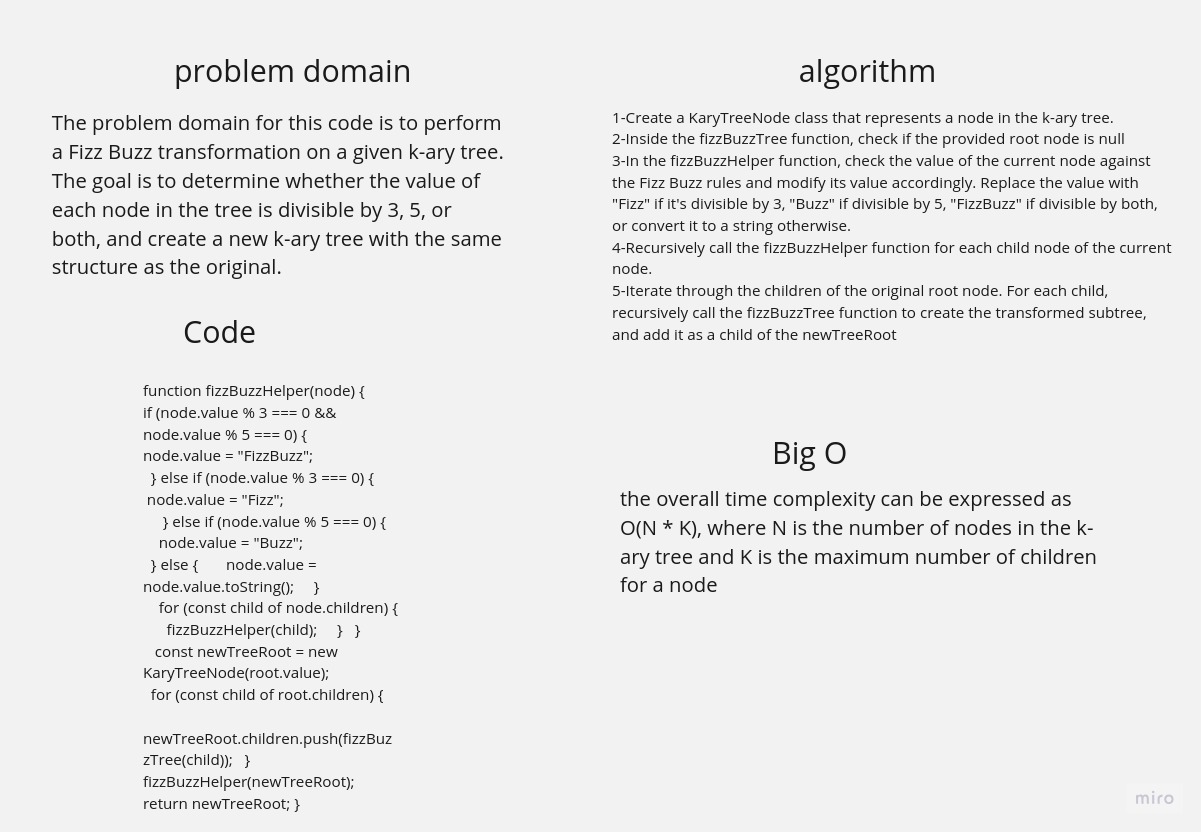 problem domain
The problem domain for this code is to perform
a Fizz Buzz transformation on a given k-ary tree.
The goal is to determine whether the value of
each node in the tree is divisible by 3, 5, or
both, and create a new k-ary tree with the same
structure as the original.
Code
function fizzBuzzHelper(node) {
if (node.value % 3 === 0 &&
node.value % 5 === 0) {
node.value = "FizzBuzz";
} else if (node.value % 3 === 0) {
node.value = "Fizz";
} else if (node.value % 5 === 0) {
node.value = "Buzz";
} else { node.value =
node.value.toString(); }
for (const child of node.children) {
fizzBuzzHelper(child); } }
const newTreeRoot = new
KaryTreeNode(root.value);
for (const child of root.children) {
newTreeRoot.children.push(fizzBuz
zTree(child)); }
fizzBuzzHelper(newTreeRoot);
return newTreeRoot; }
algorithm
1-Create a KaryTreeNode class that represents a node in the k-ary tree.
2-Inside the fizzBuzzTree function, check if the provided root node is null
3-In the fizzBuzzHelper function, check the value of the current node against
the Fizz Buzz rules and modify its value accordingly. Replace the value with
"Fizz" if it's divisible by 3, "Buzz" if divisible by 5, "FizzBuzz" if divisible by both,
or convert it to a string otherwise.
4-Recursively call the fizzBuzzHelper function for each child node of the current
node.
5-Iterate through the children of the original root node. For each child,
recursively call the fizzBuzzTree function to create the transformed subtree,
and add it as a child of the newTreeRoot
Big O
the overall time complexity can be expressed as
O(N * K), where N is the number of nodes in the k-
ary tree and K is the maximum number of children
for a node
miro